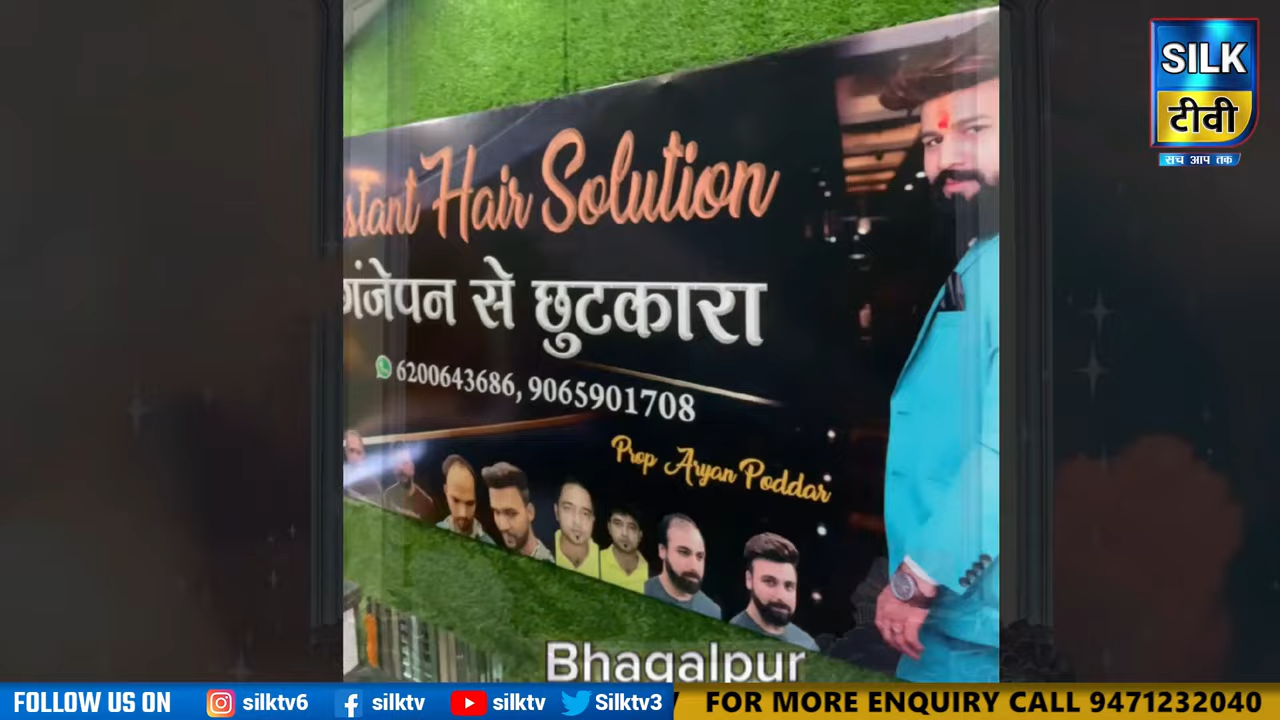 SILK
टीवी
सच आप तक
stant Hair Solution
गंजेपन से छुटकारा
6200643686, 9065901708
Prop Aryan Poddar
Bhagalpur
FOLLOW US ON silktv6 silktv silktv Silktv3 FOR MORE ENQUIRY CALL 9471232040